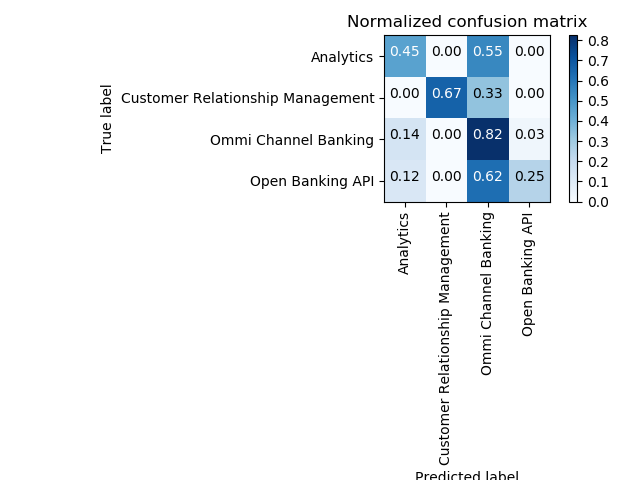 Normalized confusion matrix
True label
Analytics 0.45 0.00 0.55 0.00
Customer Relationship Management 0.00 0.67 0.33 0.00
Ommi Channel Banking 0.14 0.00 0.82 0.03
Open Banking API 0.12 0.00 0.62 0.25
Analytics
Customer Relationship Management
Ommi Channel Banking
Open Banking API
Predicted label
0.8
0.7
0.6
0.5
0.4
0.3
0.2
0.1
0.0